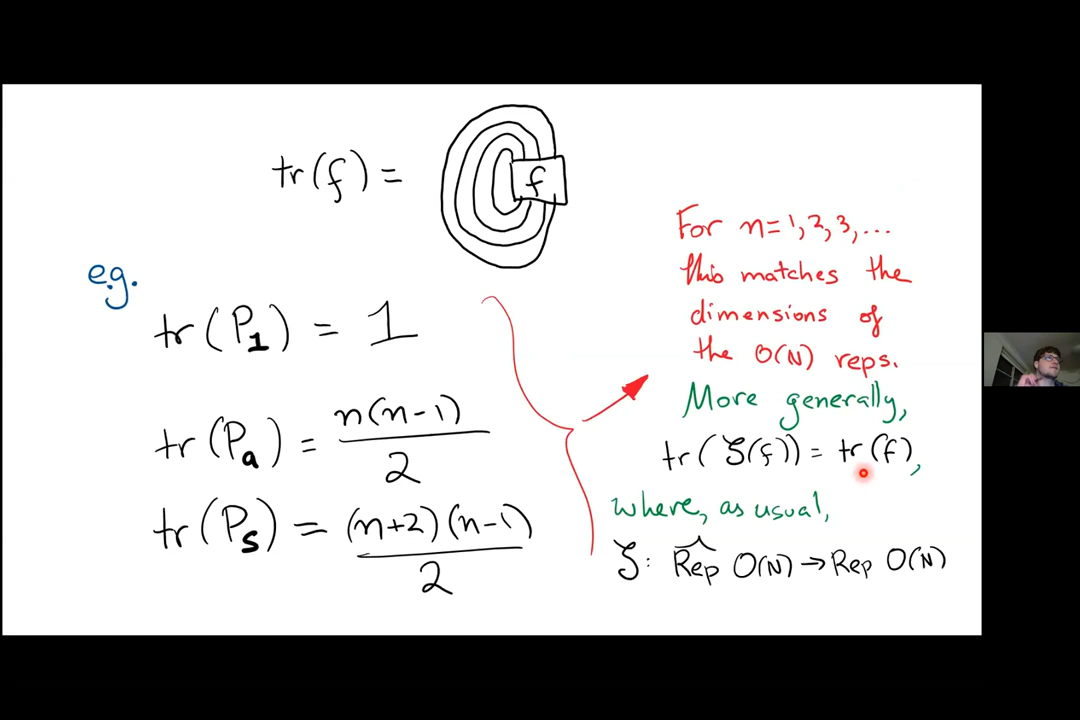 tr(f) = f
e.g.
tr(P₁) = 1
tr(Pₐ) = n(n-1)/2
tr(Pₛ) = (n+2)(n-1)/2
For n=1,2,3,...
this matches the
dimensions of
the O(N) reps.
More generally,
tr(ζ(f)) = tr(f),
where, as usual,
ζ: R͡ep O(N) → Rep O(N)